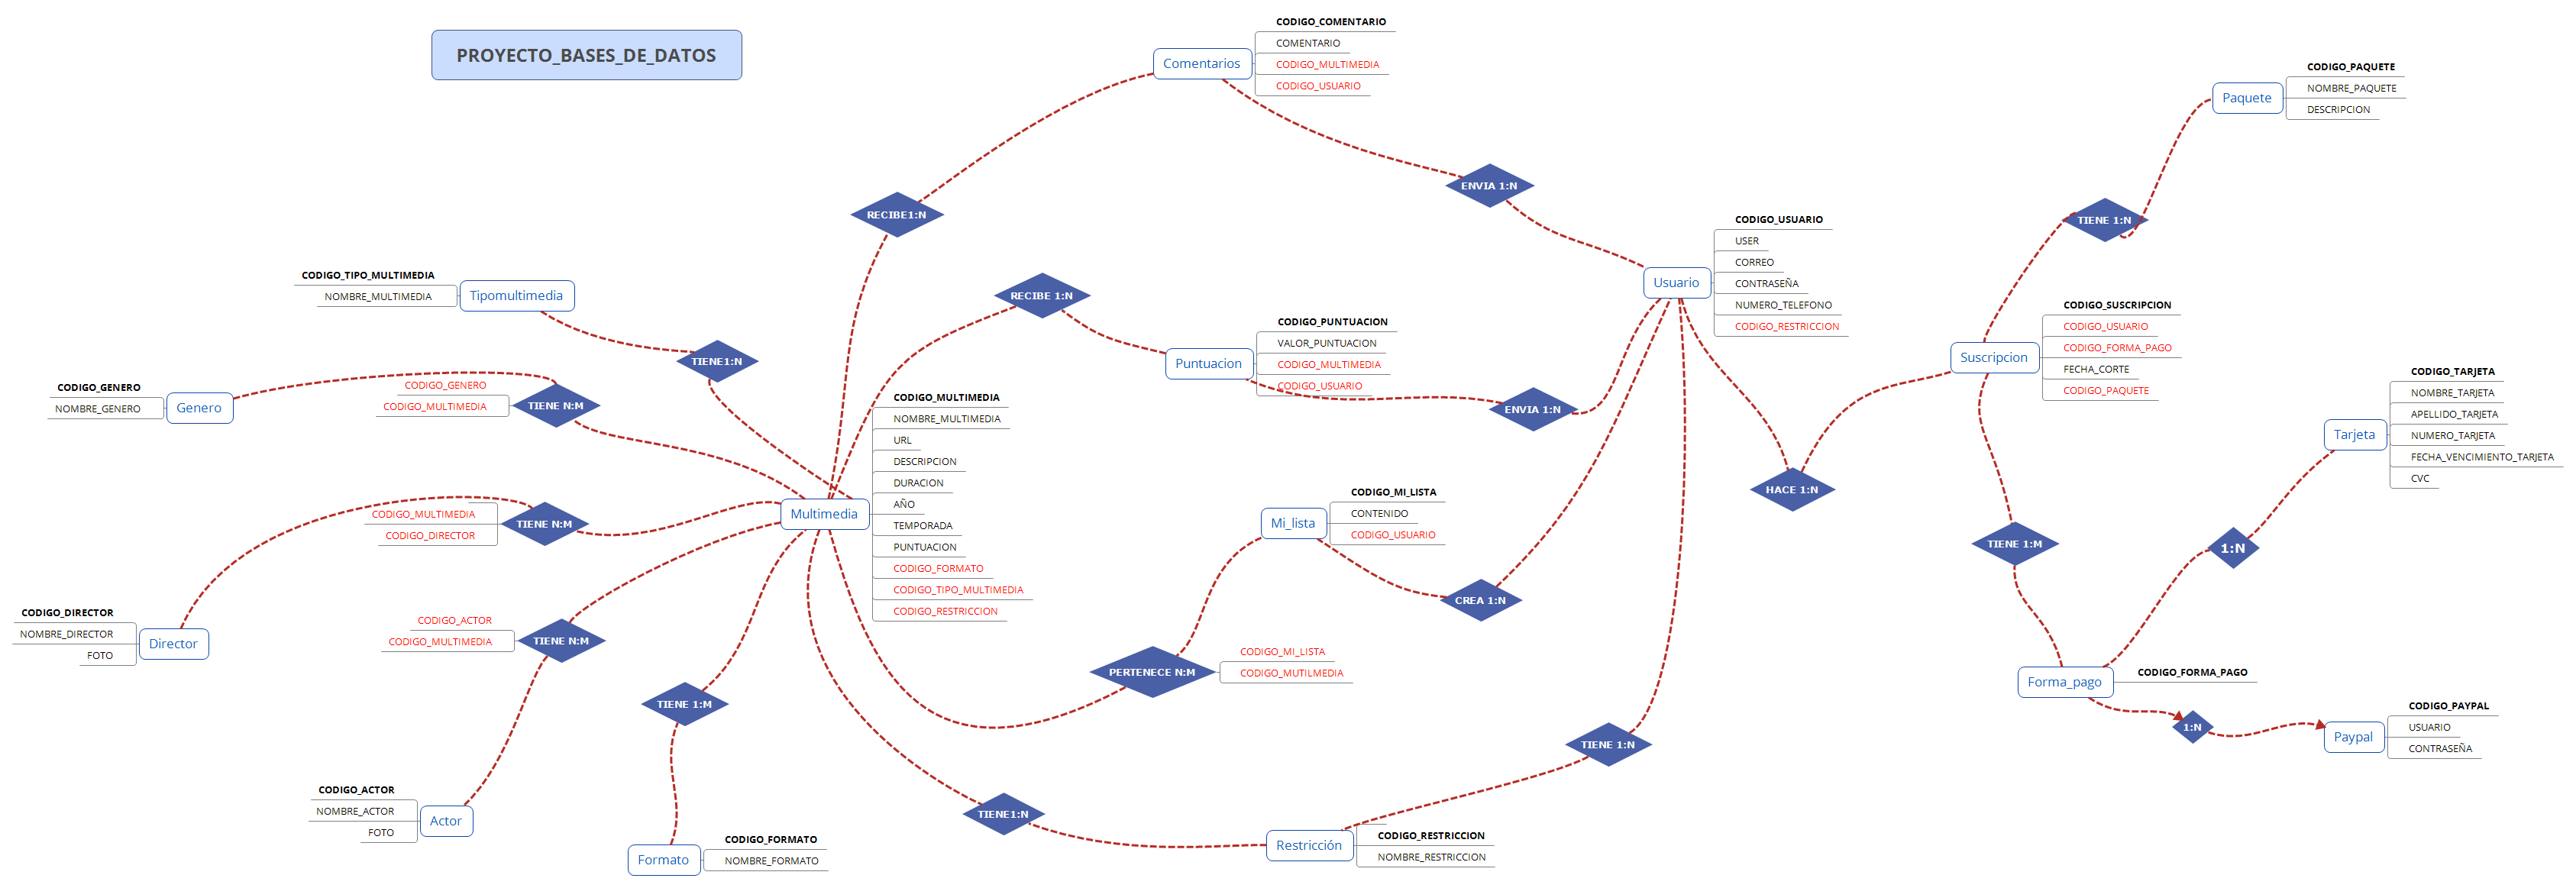 PROYECTO_BASES_DE_DATOS
Comentarios
CODIGO_COMENTARIO
COMENTARIO
CODIGO_MULTIMEDIA
CODIGO_USUARIO
Paquete
CODIGO_PAQUETE
NOMBRE_PAQUETE
DESCRIPCION
RECIBE1:N
ENVIA 1:N
TIENE 1:N
CODIGO_TIPO_MULTIMEDIA
NOMBRE_MULTIMEDIA
Tipomultimedia
RECIBE 1:N
Usuario
CODIGO_USUARIO
USER
CORREO
CONTRASEÑA
NUMERO_TELEFONO
CODIGO_RESTRICCION
TIENE1:N
Puntuacion
CODIGO_PUNTUACION
VALOR_PUNTUACION
CODIGO_MULTIMEDIA
CODIGO_USUARIO
Suscripcion
CODIGO_SUSCRIPCION
CODIGO_USUARIO
CODIGO_FORMA_PAGO
FECHA_CORTE
CODIGO_PAQUETE
CODIGO_GENERO
NOMBRE_GENERO
Genero
CODIGO_GENERO
CODIGO_MULTIMEDIA
TIENE N:M
ENVIA 1:N
Tarjeta
CODIGO_TARJETA
NOMBRE_TARJETA
APELLIDO_TARJETA
NUMERO_TARJETA
FECHA_VENCIMIENTO_TARJETA
CVC
Multimedia
CODIGO_MULTIMEDIA
NOMBRE_MULTIMEDIA
URL
DESCRIPCION
DURACION
AÑO
TEMPORADA
PUNTUACION
CODIGO_FORMATO
CODIGO_TIPO_MULTIMEDIA
CODIGO_RESTRICCION
HACE 1:N
CODIGO_MULTIMEDIA
CODIGO_DIRECTOR
TIENE N:M
Mi_lista
CODIGO_MI_LISTA
CONTENIDO
CODIGO_USUARIO
TIENE 1:M
1:N
CREA 1:N
CODIGO_DIRECTOR
NOMBRE_DIRECTOR
FOTO
Director
CODIGO_ACTOR
CODIGO_MULTIMEDIA
TIENE N:M
PERTENECE N:M
CODIGO_MI_LISTA
CODIGO_MUTILMEDIA
Forma_pago
CODIGO_FORMA_PAGO
TIENE 1:M
TIENE 1:N
1:N
Paypal
CODIGO_PAYPAL
USUARIO
CONTRASEÑA
CODIGO_ACTOR
NOMBRE_ACTOR
FOTO
Actor
TIENE1:N
Formato
CODIGO_FORMATO
NOMBRE_FORMATO
Restricción
CODIGO_RESTRICCION
NOMBRE_RESTRICCION